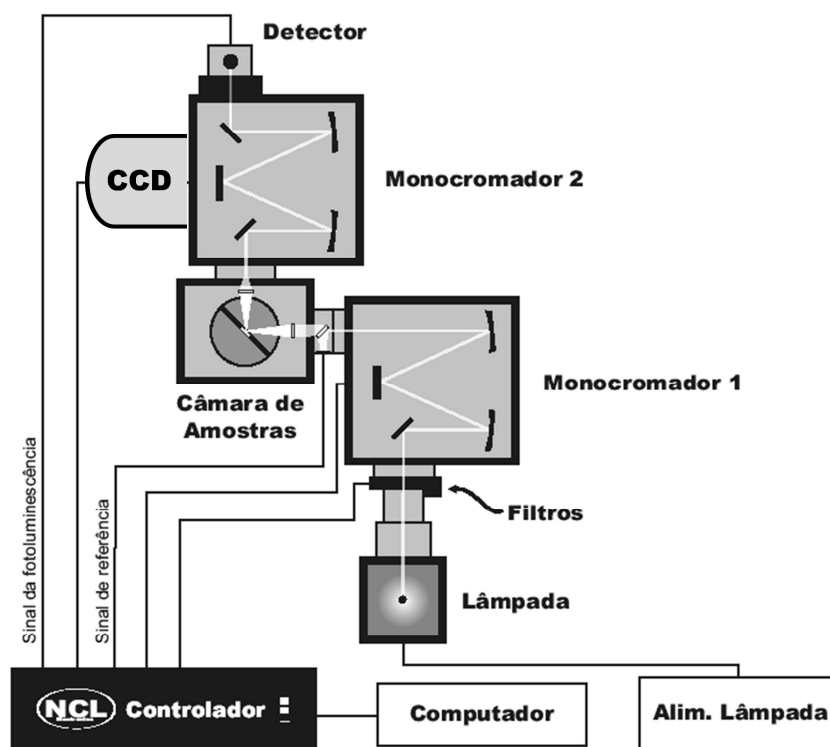 Detector
CCD
Monocromador 2
Monocromador 1
Câmara de
Amostras
Filtros
Lâmpada
Sinal da fotoluminescência
Sinal de referência
NCL
Controlador
Computador
Alim. Lâmpada